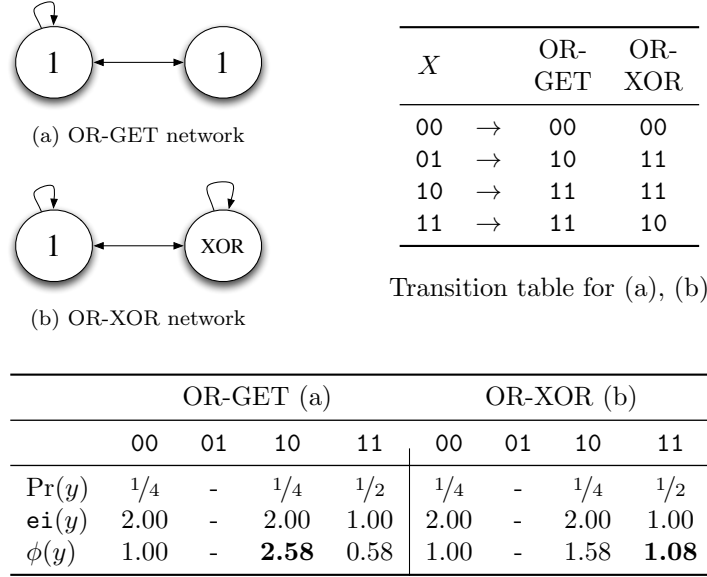 1 1
(a) OR-GET network
1 XOR
(b) OR-XOR network
X OR-GET OR-XOR
00 → 00 00
01 → 10 11
10 → 11 11
11 → 11 10
Transition table for (a), (b)
OR-GET (a) OR-XOR (b)
00 01 10 11 00 01 10 11
Pr(y) 1/4 - 1/4 1/2 1/4 - 1/4 1/2
ei(y) 2.00 - 2.00 1.00 2.00 - 2.00 1.00
ϕ(y) 1.00 - 2.58 0.58 1.00 - 1.58 1.08